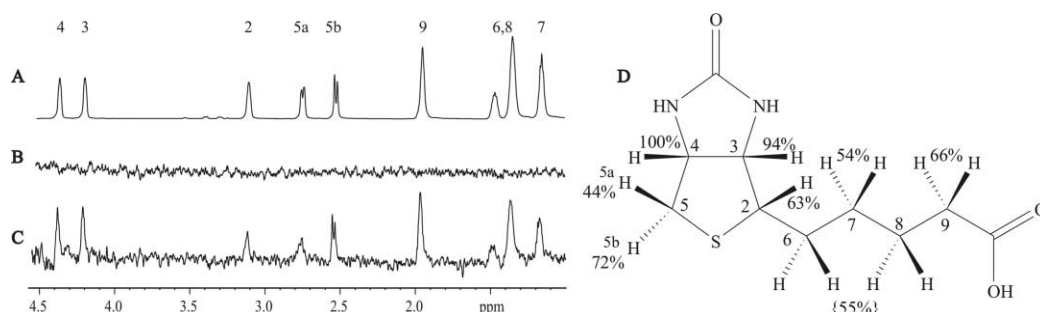 4 3 2 5a 5b 9 6,8 7
A
B
C
4.5 4.0 3.5 3.0 2.5 2.0 ppm
D
O
HN NH
100% 4 3 94%
H H
5a H 44%
5
H 63%
2
S
5b H 72%
H 54% H
H 66% H
6 7 8 9
O
H H H H
OH
{55%}